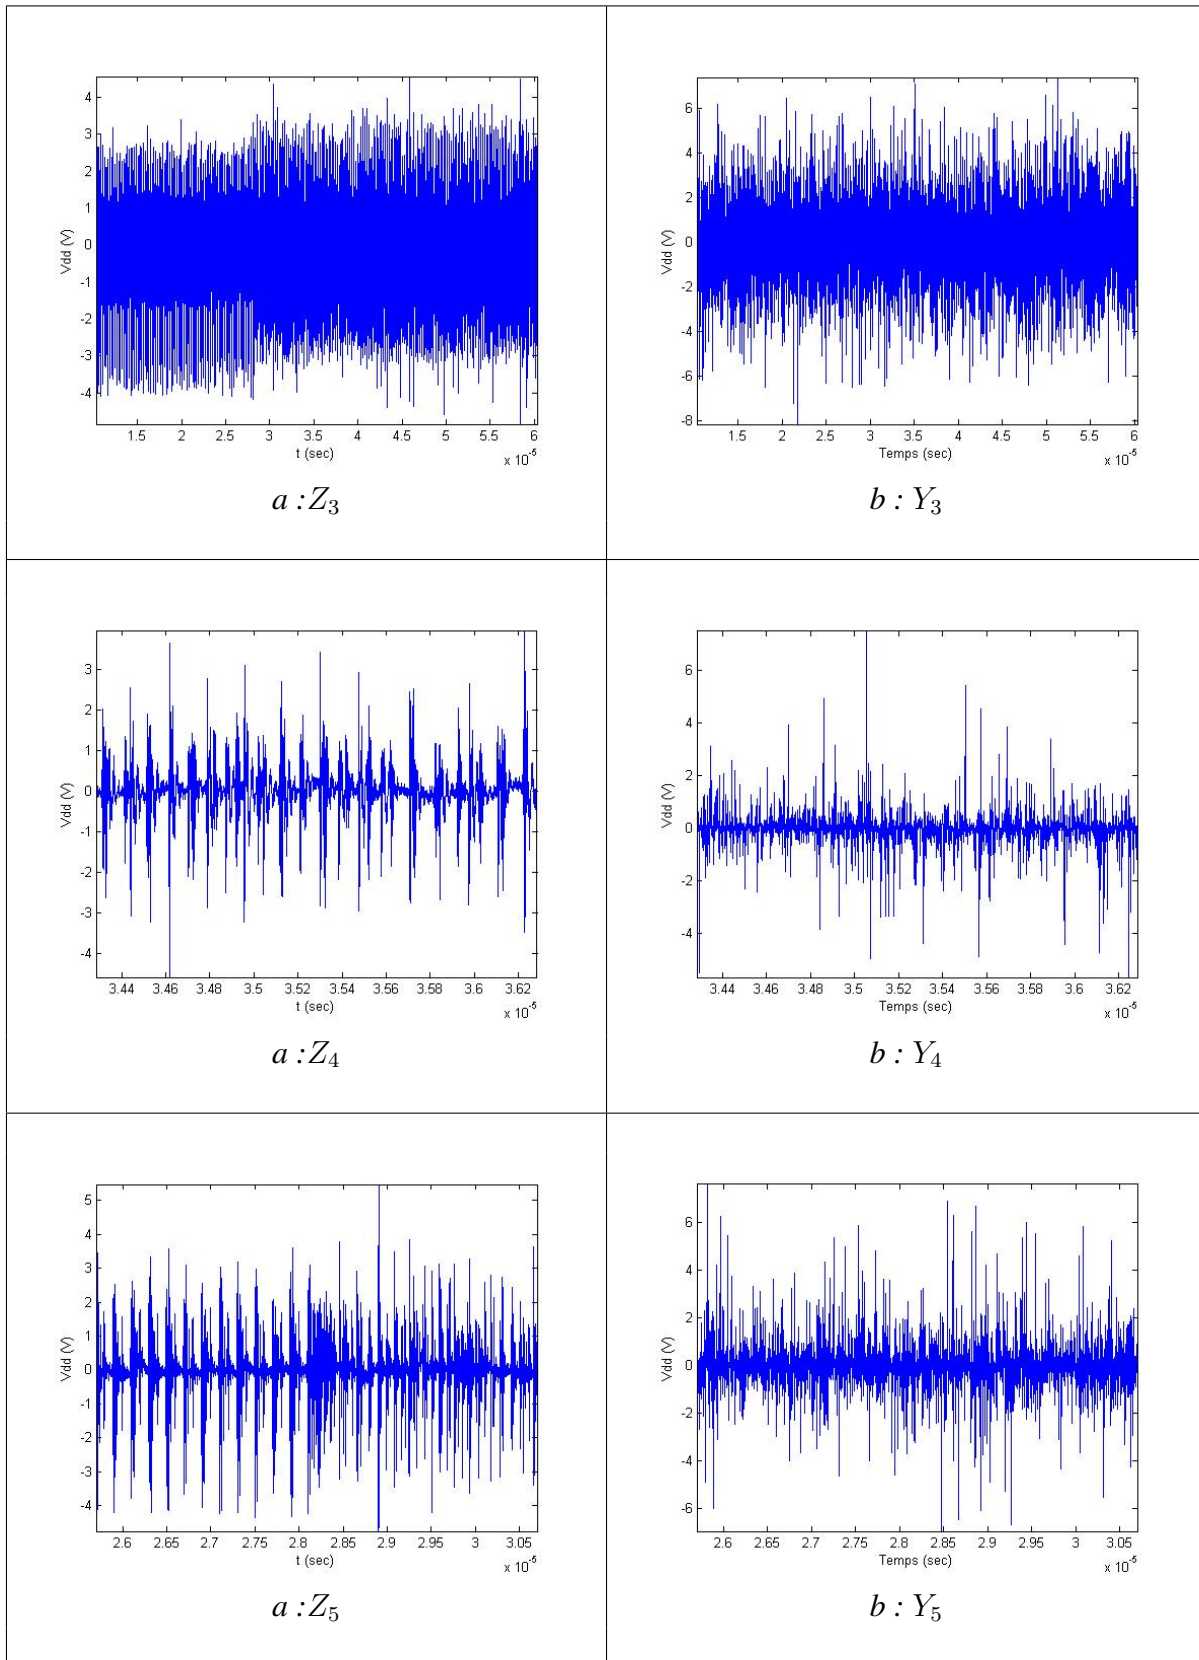 4
3
2
1
0
-1
-2
-3
-4
Vdd (V)
1.5 2 2.5 3 3.5 4 4.5 5 5.5 6
t (sec)
x 10⁻⁵
a : Z₃
6
4
2
0
-2
-4
-6
-8
Vdd (V)
1.5 2 2.5 3 3.5 4 4.5 5 5.5 6
Temps (sec)
x 10⁻⁵
b : Y₃
3
2
1
0
-1
-2
-3
-4
Vdd (V)
3.44 3.46 3.48 3.5 3.52 3.54 3.56 3.58 3.6 3.62
t (sec)
x 10⁻⁵
a : Z₄
6
4
2
0
-2
-4
Vdd (V)
3.44 3.46 3.48 3.5 3.52 3.54 3.56 3.58 3.6 3.62
Temps (sec)
x 10⁻⁵
b : Y₄
5
4
3
2
1
0
-1
-2
-3
-4
Vdd (V)
2.6 2.65 2.7 2.75 2.8 2.85 2.9 2.95 3 3.05
t (sec)
x 10⁻⁵
a : Z₅
6
4
2
0
-2
-4
-6
Vdd (V)
2.6 2.65 2.7 2.75 2.8 2.85 2.9 2.95 3 3.05
Temps (sec)
x 10⁻⁵
b : Y₅